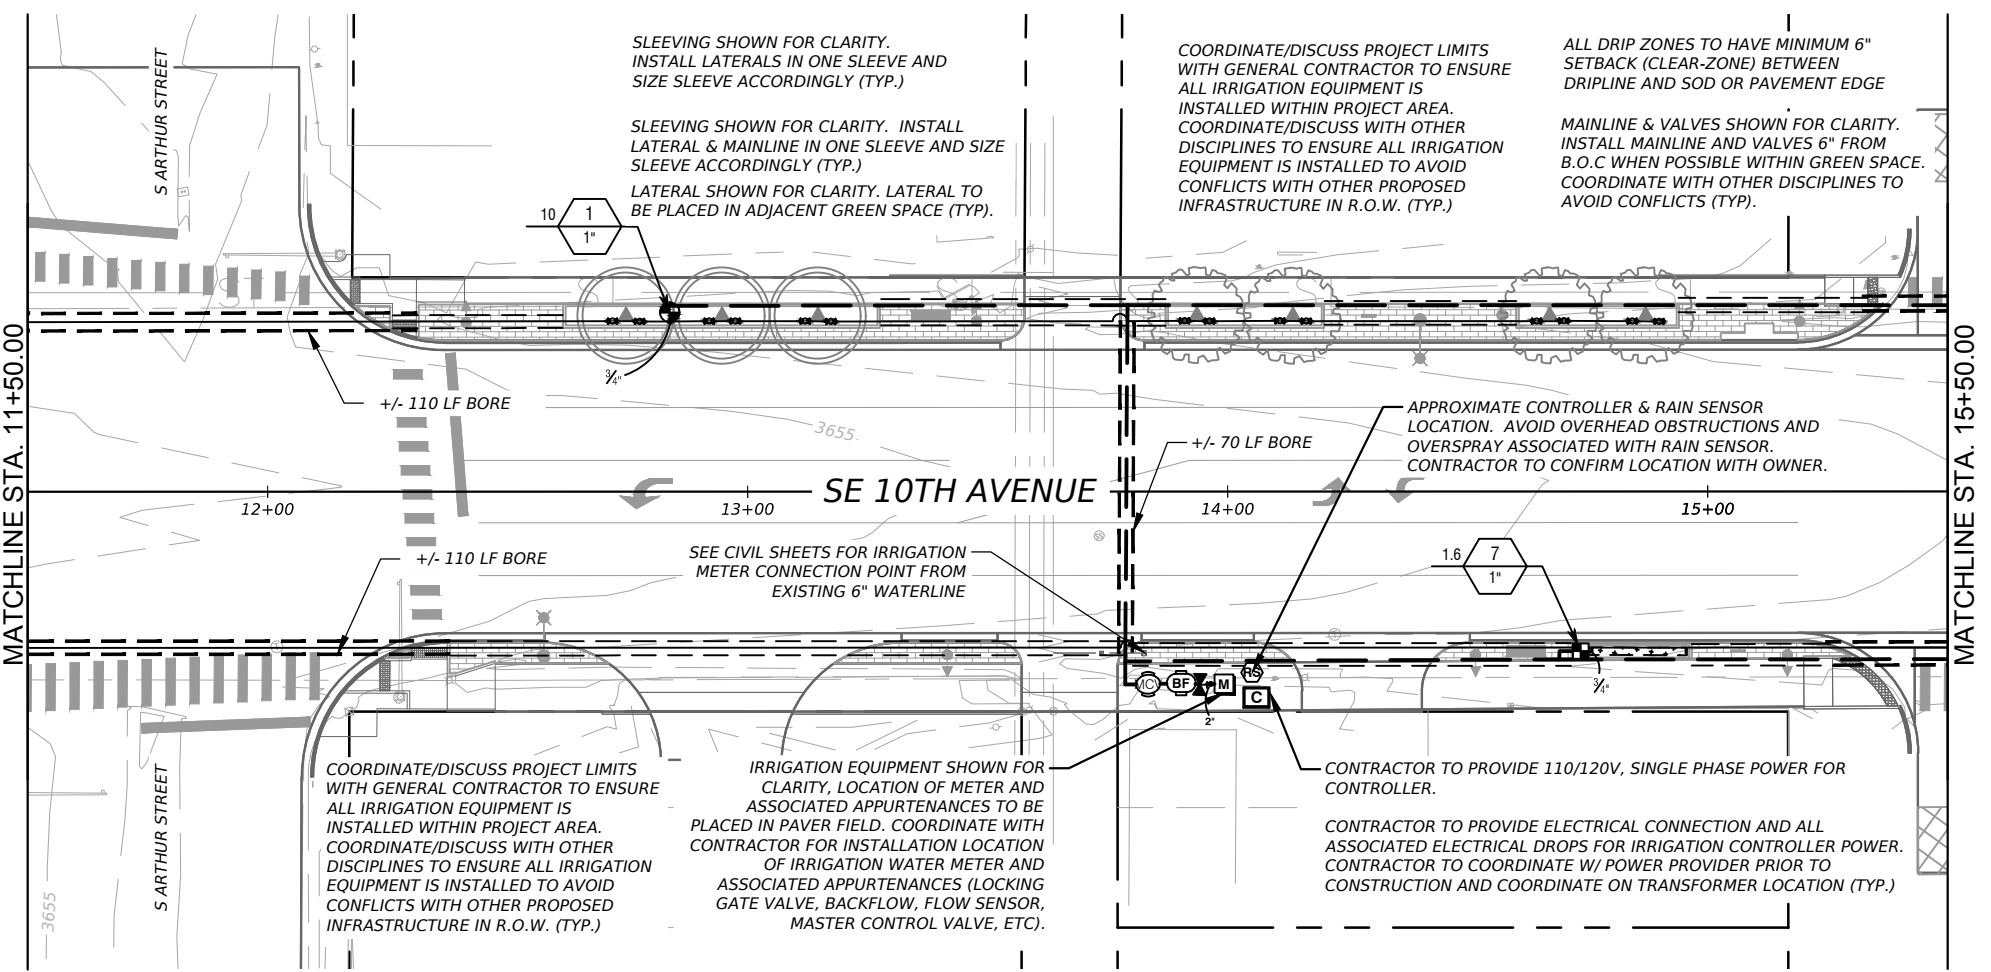 S ARTHUR STREET
SLEEVING SHOWN FOR CLARITY.
INSTALL LATERALS IN ONE SLEEVE AND
SIZE SLEEVE ACCORDINGLY (TYP.)
SLEEVING SHOWN FOR CLARITY. INSTALL
LATERAL & MAINLINE IN ONE SLEEVE AND SIZE
SLEEVE ACCORDINGLY (TYP.)
LATERAL SHOWN FOR CLARITY. LATERAL TO
BE PLACED IN ADJACENT GREEN SPACE (TYP).
COORDINATE/DISCUSS PROJECT LIMITS
WITH GENERAL CONTRACTOR TO ENSURE
ALL IRRIGATION EQUIPMENT IS
INSTALLED WITHIN PROJECT AREA.
COORDINATE/DISCUSS WITH OTHER
DISCIPLINES TO ENSURE ALL IRRIGATION
EQUIPMENT IS INSTALLED TO AVOID
CONFLICTS WITH OTHER PROPOSED
INFRASTRUCTURE IN R.O.W. (TYP.)
ALL DRIP ZONES TO HAVE MINIMUM 6"
SETBACK (CLEAR-ZONE) BETWEEN
DRIPLINE AND SOD OR PAVEMENT EDGE
MAINLINE & VALVES SHOWN FOR CLARITY.
INSTALL MAINLINE AND VALVES 6" FROM
B.O.C WHEN POSSIBLE WITHIN GREEN SPACE.
COORDINATE WITH OTHER DISCIPLINES TO
AVOID CONFLICTS (TYP).
10
1
1"
3/4"
MATCHLINE STA. 11+50.00
MATCHLINE STA. 15+50.00
+/- 110 LF BORE
3655
+/- 70 LF BORE
APPROXIMATE CONTROLLER & RAIN SENSOR
LOCATION. AVOID OVERHEAD OBSTRUCTIONS AND
OVERSPRAY ASSOCIATED WITH RAIN SENSOR.
CONTRACTOR TO CONFIRM LOCATION WITH OWNER.
SE 10TH AVENUE
12+00
13+00
14+00
15+00
+/- 110 LF BORE
SEE CIVIL SHEETS FOR IRRIGATION
METER CONNECTION POINT FROM
EXISTING 6" WATERLINE
SS
1.6
7
1"
3/4"
MC
BF
M
RS
C
2"
S ARTHUR STREET
3655
COORDINATE/DISCUSS PROJECT LIMITS
WITH GENERAL CONTRACTOR TO ENSURE
ALL IRRIGATION EQUIPMENT IS
INSTALLED WITHIN PROJECT AREA.
COORDINATE/DISCUSS WITH OTHER
DISCIPLINES TO ENSURE ALL IRRIGATION
EQUIPMENT IS INSTALLED TO AVOID
CONFLICTS WITH OTHER PROPOSED
INFRASTRUCTURE IN R.O.W. (TYP.)
IRRIGATION EQUIPMENT SHOWN FOR
CLARITY, LOCATION OF METER AND
ASSOCIATED APPURTENANCES TO BE
PLACED IN PAVER FIELD. COORDINATE WITH
CONTRACTOR FOR INSTALLATION LOCATION
OF IRRIGATION WATER METER AND
ASSOCIATED APPURTENANCES (LOCKING
GATE VALVE, BACKFLOW, FLOW SENSOR,
MASTER CONTROL VALVE, ETC).
CONTRACTOR TO PROVIDE 110/120V, SINGLE PHASE POWER FOR
CONTROLLER.
CONTRACTOR TO PROVIDE ELECTRICAL CONNECTION AND ALL
ASSOCIATED ELECTRICAL DROPS FOR IRRIGATION CONTROLLER POWER.
CONTRACTOR TO COORDINATE W/ POWER PROVIDER PRIOR TO
CONSTRUCTION AND COORDINATE ON TRANSFORMER LOCATION (TYP.)